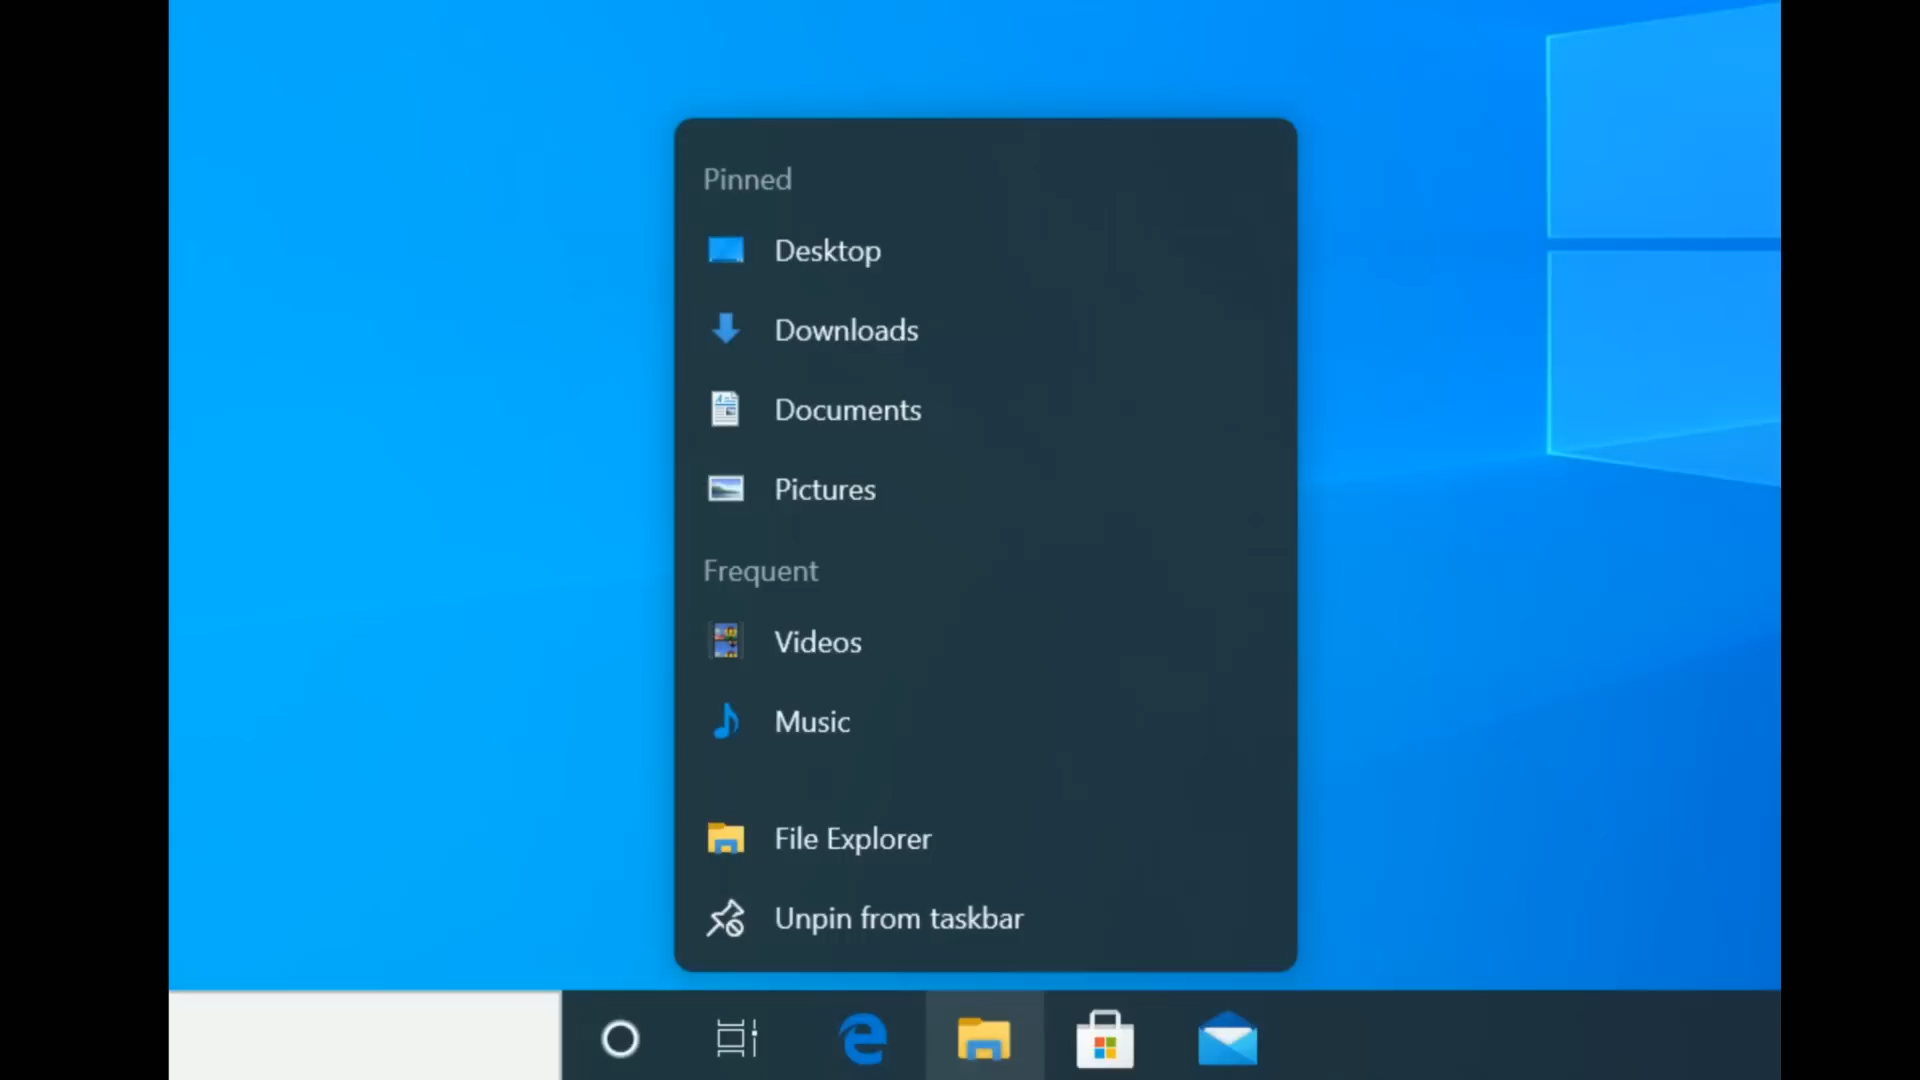 Pinned
Desktop
Downloads
Documents
Pictures
Frequent
Videos
Music
File Explorer
Unpin from taskbar